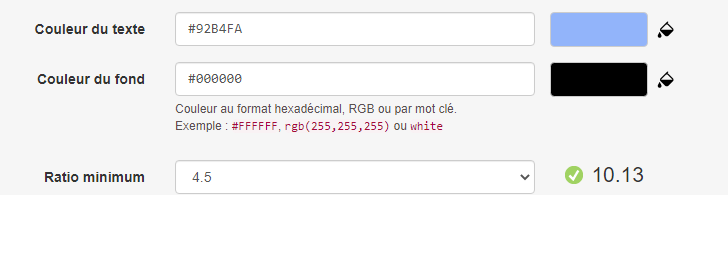 Couleur du texte #92B4FA
Couleur du fond #000000
Couleur au format hexadécimal, RGB ou par mot clé.
Exemple : #FFFFFF, rgb(255,255,255) ou white
Ratio minimum 4.5 10.13